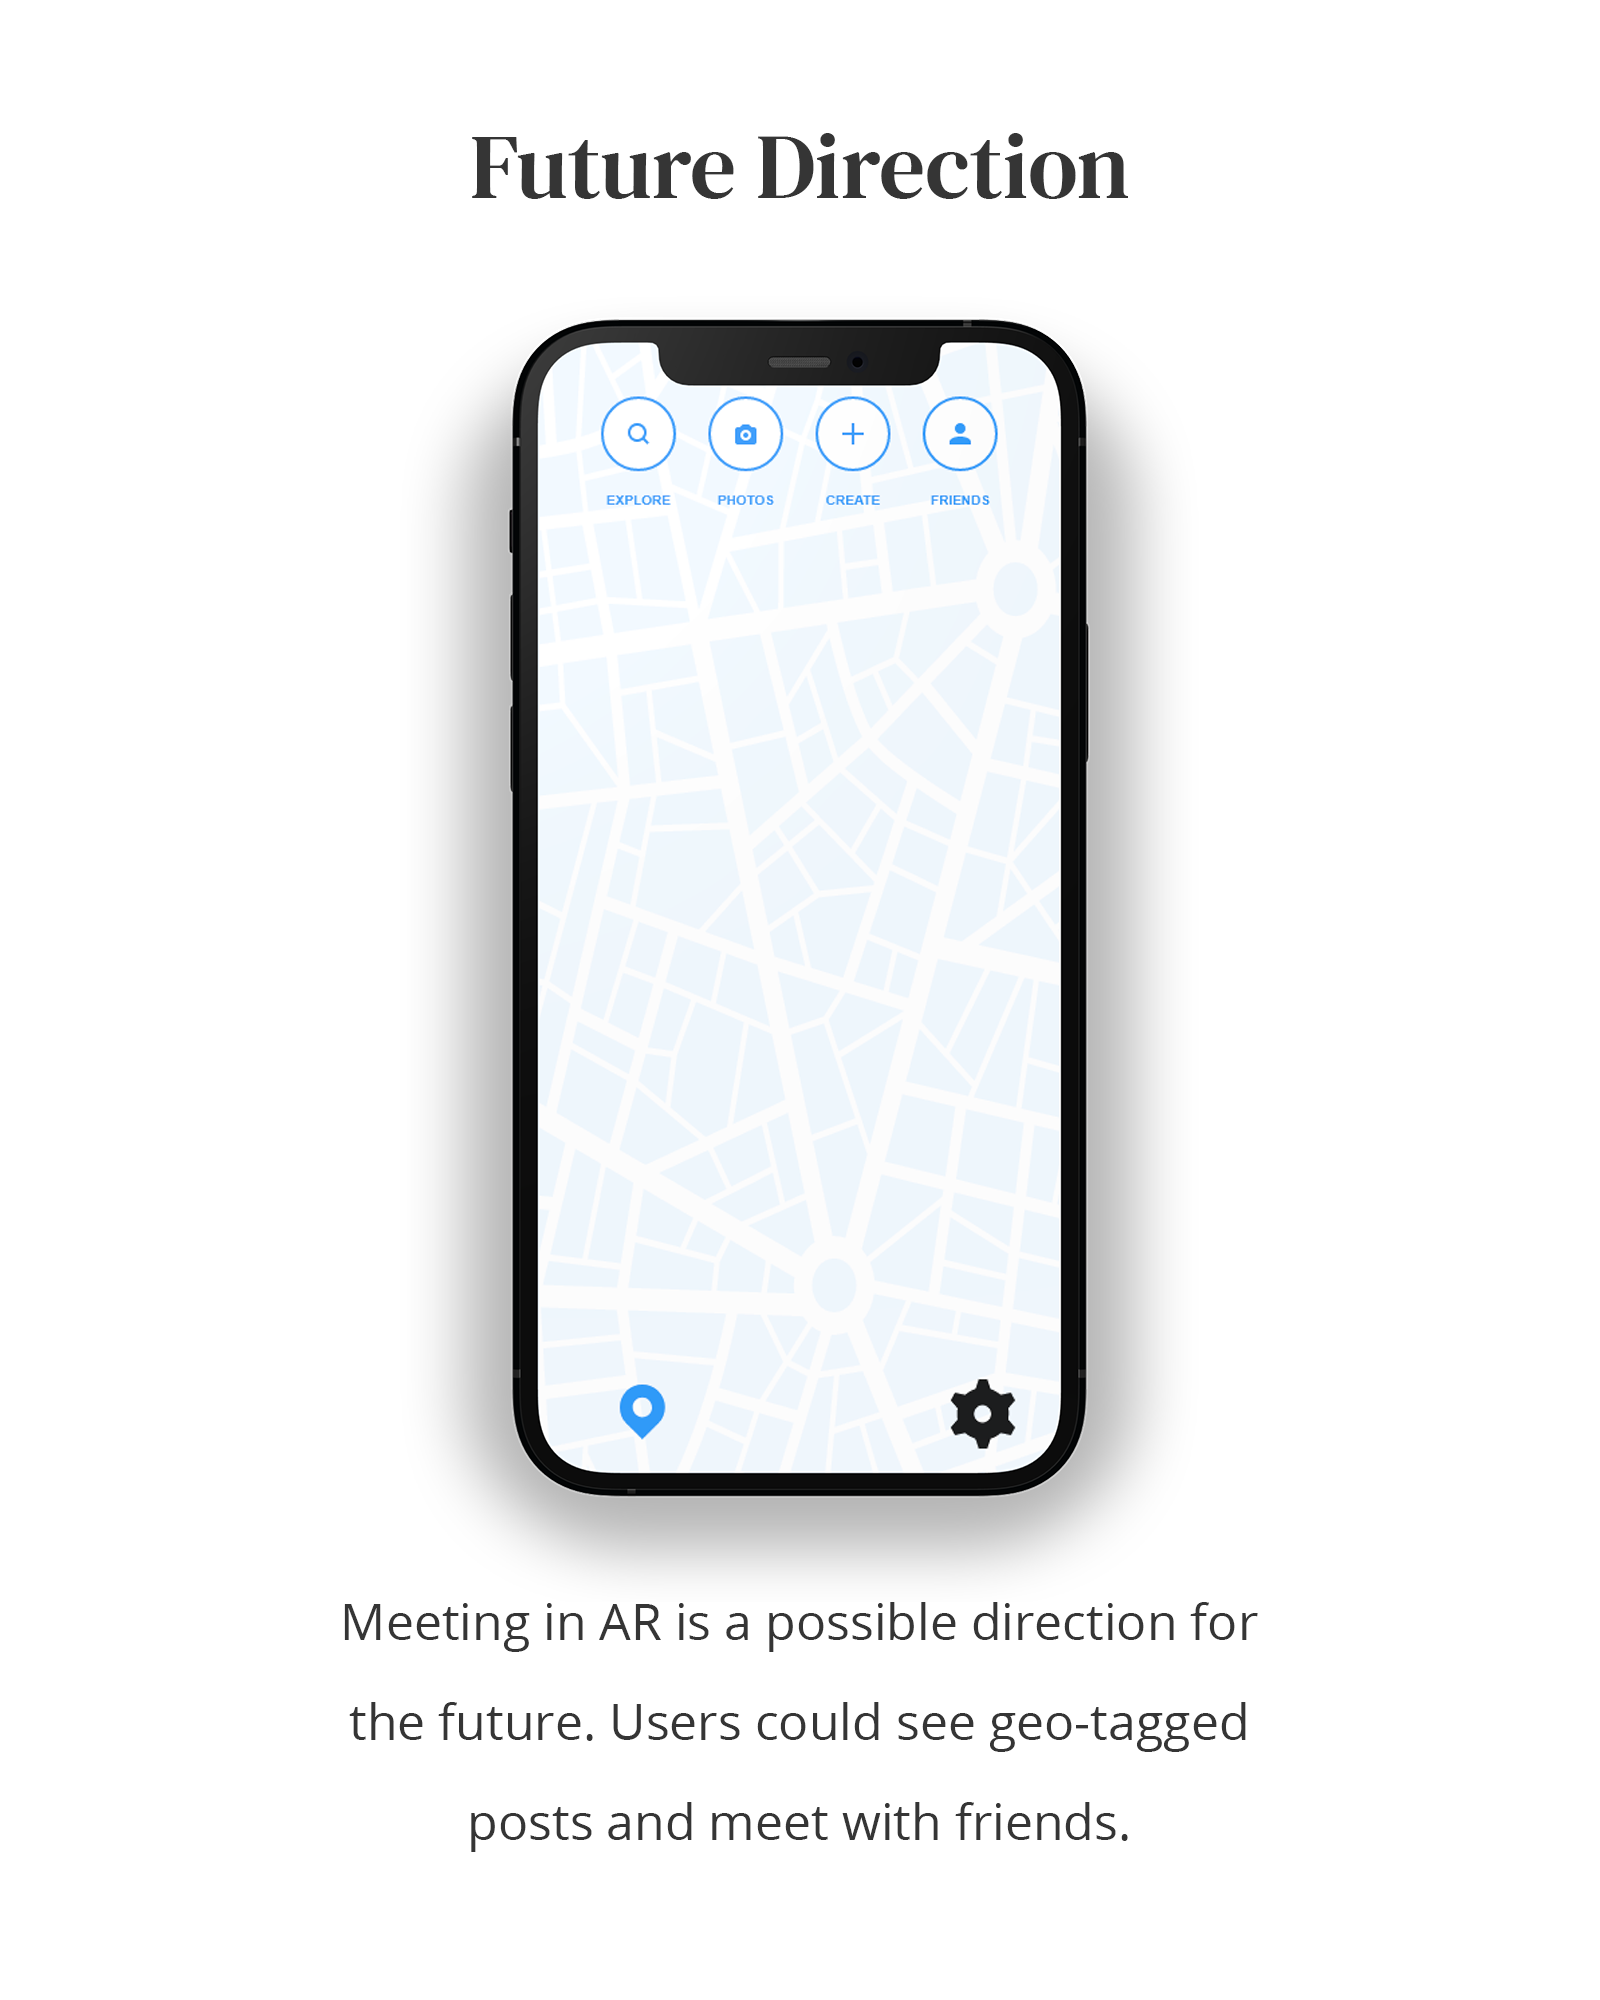 Future Direction
EXPLORE PHOTOS CREATE FRIENDS
Meeting in AR is a possible direction for
the future. Users could see geo-tagged
posts and meet with friends.